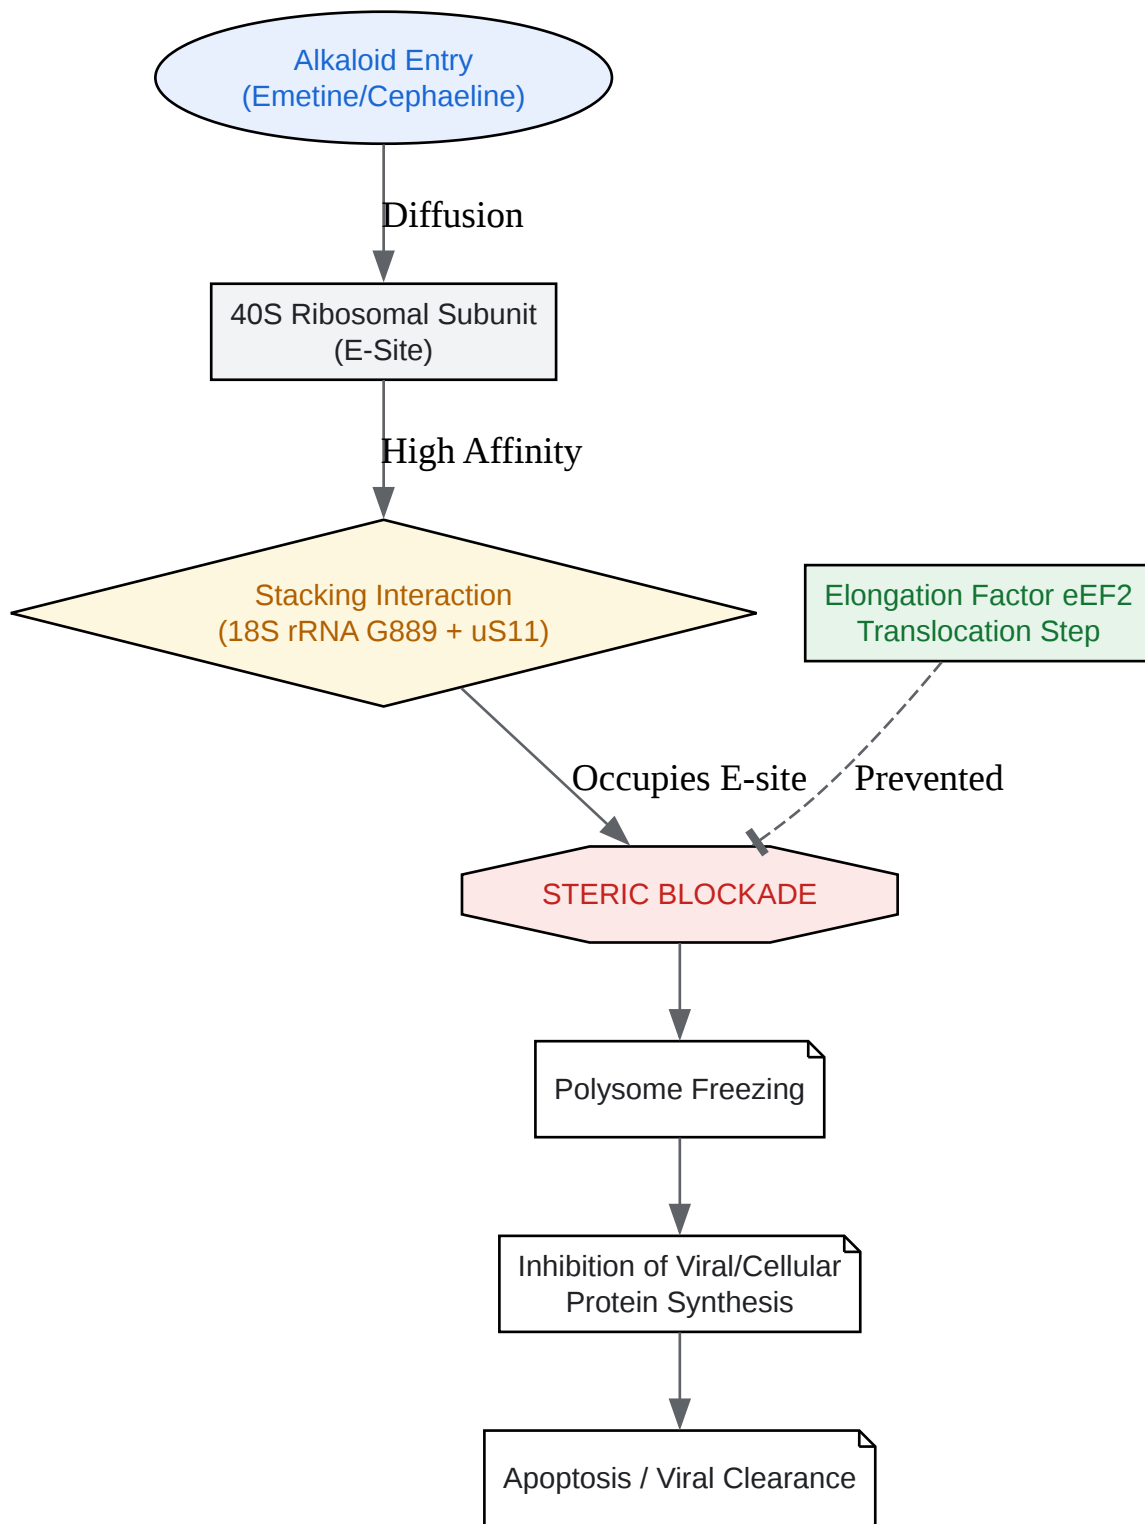 Alkaloid Entry
(Emetine/Cephaeline)
Diffusion
40S Ribosomal Subunit
(E-Site)
High Affinity
Stacking Interaction
(18S rRNA G889 + uS11)
Elongation Factor eEF2
Translocation Step
Occupies E-site
Prevented
STERIC BLOCKADE
Polysome Freezing
Inhibition of Viral/Cellular
Protein Synthesis
Apoptosis / Viral Clearance